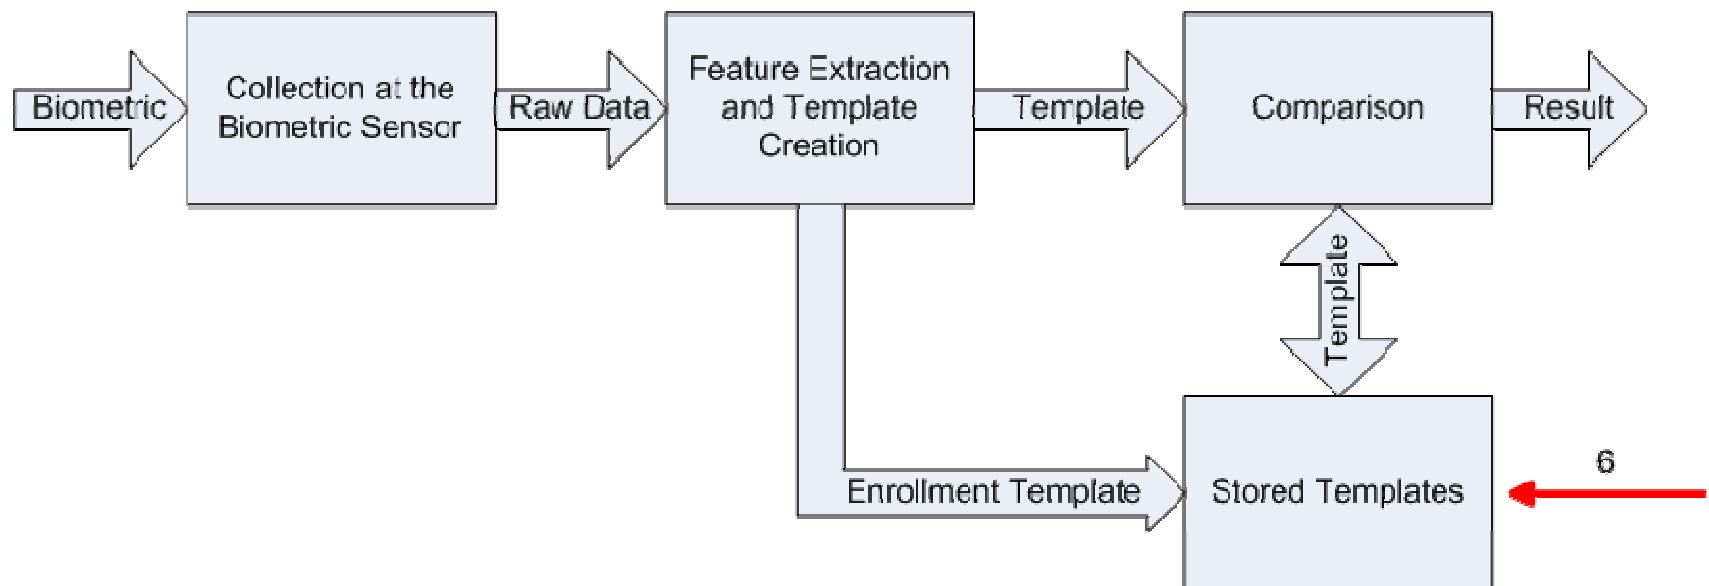 Biometric
Collection at the
Biometric Sensor
Raw Data
Feature Extraction
and Template
Creation
Template
Comparison
Result
Template
Enrollment Template
Stored Templates
6